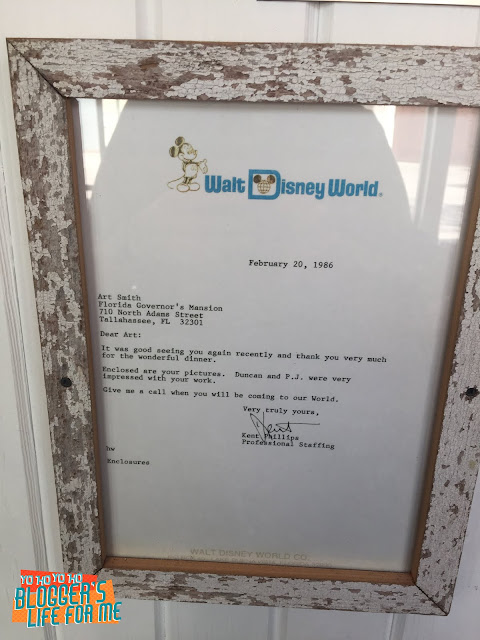 Walt Disney World®
February 20, 1986
Art Smith
Florida Governor's Mansion
710 North Adams Street
Tallahassee, FL 32301
Dear Art:
It was good seeing you again recently and thank you very much
for the wonderful dinner.
Enclosed are your pictures. Duncan and P.J. were very
impressed with your work.
Give me a call when you will be coming to our World.
Very truly yours,
Kent
Kent Phillips
Professional Staffing
hw
Enclosures
WALT DISNEY WORLD CO.
YO HO YO HO
BLOGGER'S
LIFE FOR ME